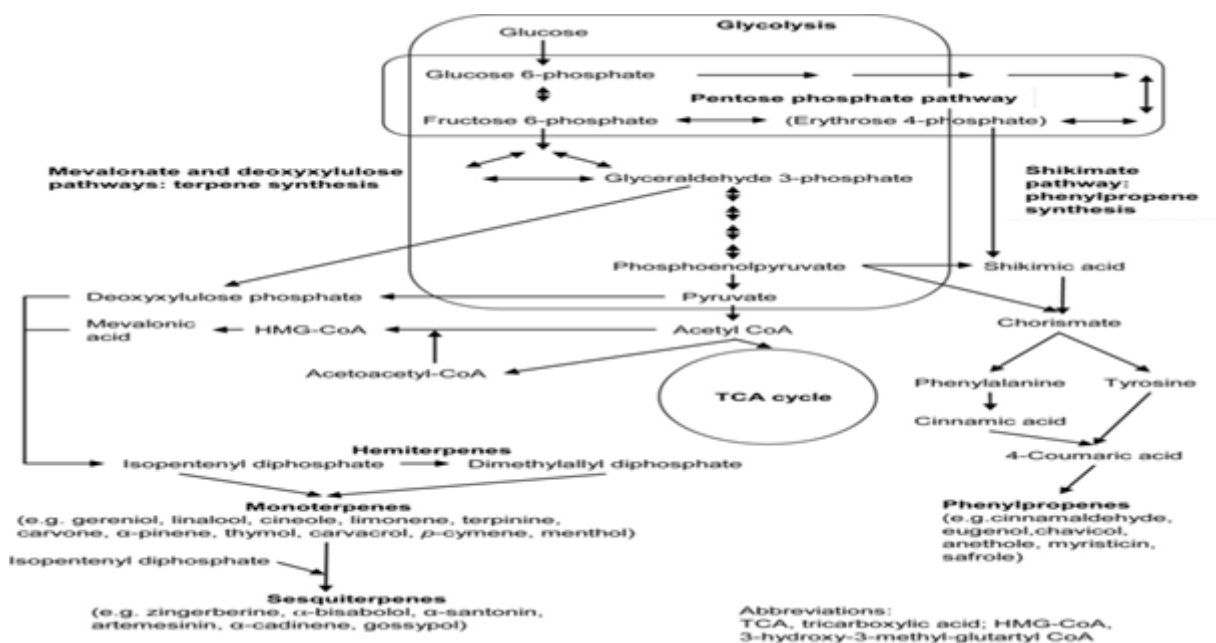 Glycolysis
Glucose
Glucose 6-phosphate
Pentose phosphate pathway
Fructose 6-phosphate
(Erythrose 4-phosphate)
Mevalonate and deoxyxylulose
pathways: terpene synthesis
Glyceraldehyde 3-phosphate
Shikimate
pathway:
phenylpropene
synthesis
Phosphoenolpyruvate
Shikimic acid
Deoxyxylulose phosphate
Pyruvate
Mevalonic
acid
HMG-CoA
Acetyl CoA
Chorismate
Acetoacetyl-CoA
TCA cycle
Phenylalanine
Tyrosine
Cinnamic acid
Hemiterpenes
Isopentenyl diphosphate
Dimethylallyl diphosphate
4-Coumaric acid
Monoterpenes
(e.g. gereniol, linalool, cineole, limonene, terpinine,
carvone, α-pinene, thymol, carvacrol, p-cymene, menthol)
Phenylpropenes
(e.g.cinnamaldehyde,
eugenol,chavicol,
anethole, myristicin,
safrole)
Isopentenyl diphosphate
Sesquiterpenes
(e.g. zingerberine, α-bisabolol, α-santonin,
artemesinin, α-cadinene, gossypol)
Abbreviations:
TCA, tricarboxylic acid; HMG-CoA,
3-hydroxy-3-methyl-glutartyl CoA